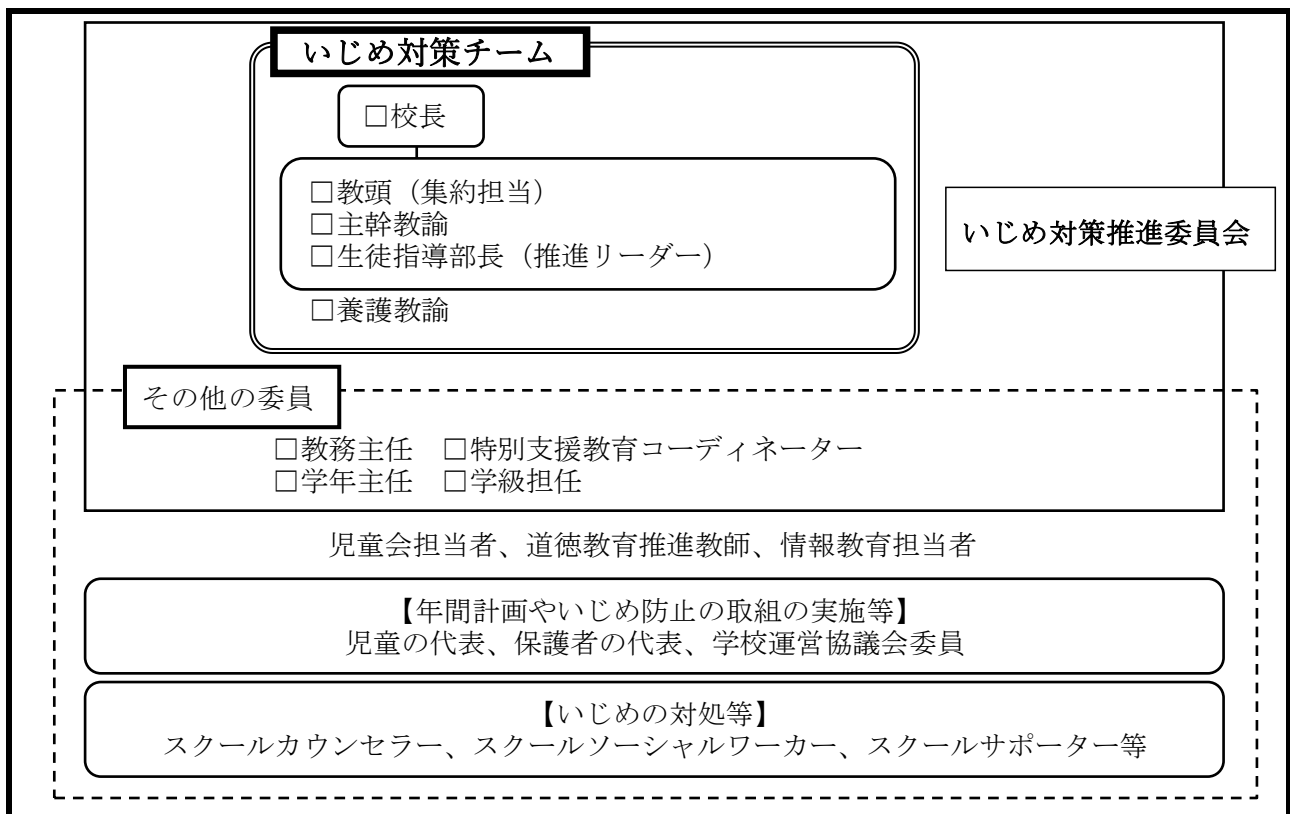 いじめ対策チーム
□校長
□教頭（集約担当）
□主幹教諭
□生徒指導部長（推進リーダー）
□養護教諭
いじめ対策推進委員会
その他の委員
□教務主任　□特別支援教育コーディネーター
□学年主任　□学級担任
児童会担当者、道徳教育推進教師、情報教育担当者
【年間計画やいじめ防止の取組の実施等】
児童の代表、保護者の代表、学校運営協議会委員
【いじめの対処等】
スクールカウンセラー、スクールソーシャルワーカー、スクールサポーター等